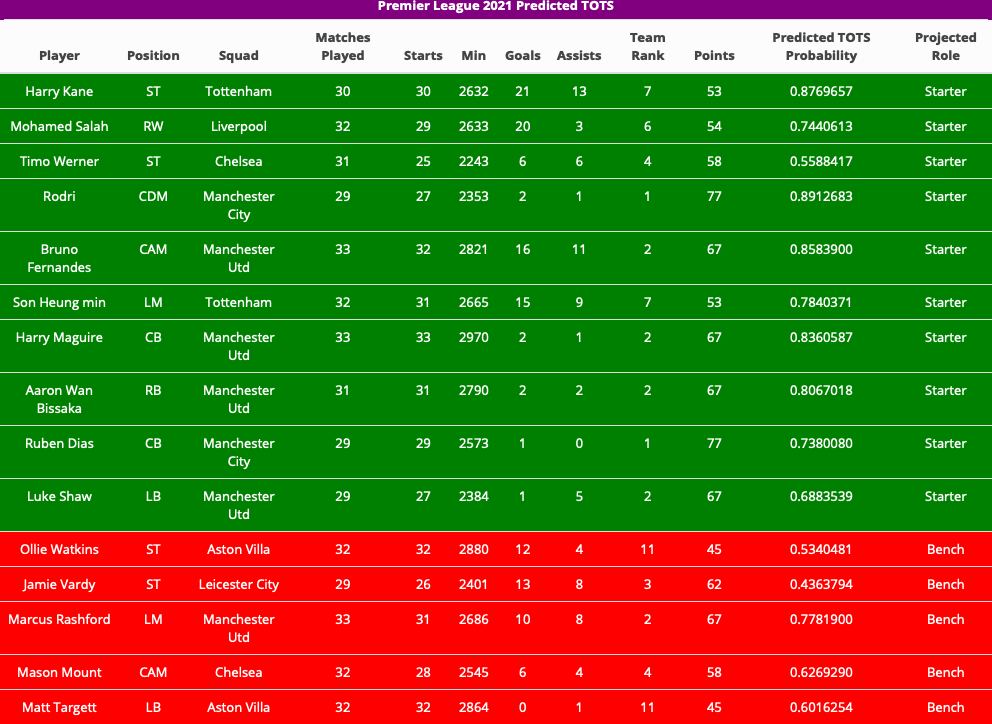 Premier League 2021 Predicted TOTS
Player Position Squad Matches Played Starts Min Goals Assists Team Rank Points Predicted TOTS Probability Projected Role
Harry Kane ST Tottenham 30 30 2632 21 13 7 53 0.8769657 Starter
Mohamed Salah RW Liverpool 32 29 2633 20 3 6 54 0.7440613 Starter
Timo Werner ST Chelsea 31 25 2243 6 6 4 58 0.5588417 Starter
Rodri CDM Manchester City 29 27 2353 2 1 1 77 0.8912683 Starter
Bruno Fernandes CAM Manchester Utd 33 32 2821 16 11 2 67 0.8583900 Starter
Son Heung min LM Tottenham 32 31 2665 15 9 7 53 0.7840371 Starter
Harry Maguire CB Manchester Utd 33 33 2970 2 1 2 67 0.8360587 Starter
Aaron Wan Bissaka RB Manchester Utd 31 31 2790 2 2 2 67 0.8067018 Starter
Ruben Dias CB Manchester City 29 29 2573 1 0 1 77 0.7380080 Starter
Luke Shaw LB Manchester Utd 29 27 2384 1 5 2 67 0.6883539 Starter
Ollie Watkins ST Aston Villa 32 32 2880 12 4 11 45 0.5340481 Bench
Jamie Vardy ST Leicester City 29 26 2401 13 8 3 62 0.4363794 Bench
Marcus Rashford LM Manchester Utd 33 31 2686 10 8 2 67 0.7781900 Bench
Mason Mount CAM Chelsea 32 28 2545 6 4 4 58 0.6269290 Bench
Matt Targett LB Aston Villa 32 32 2864 0 1 11 45 0.6016254 Bench